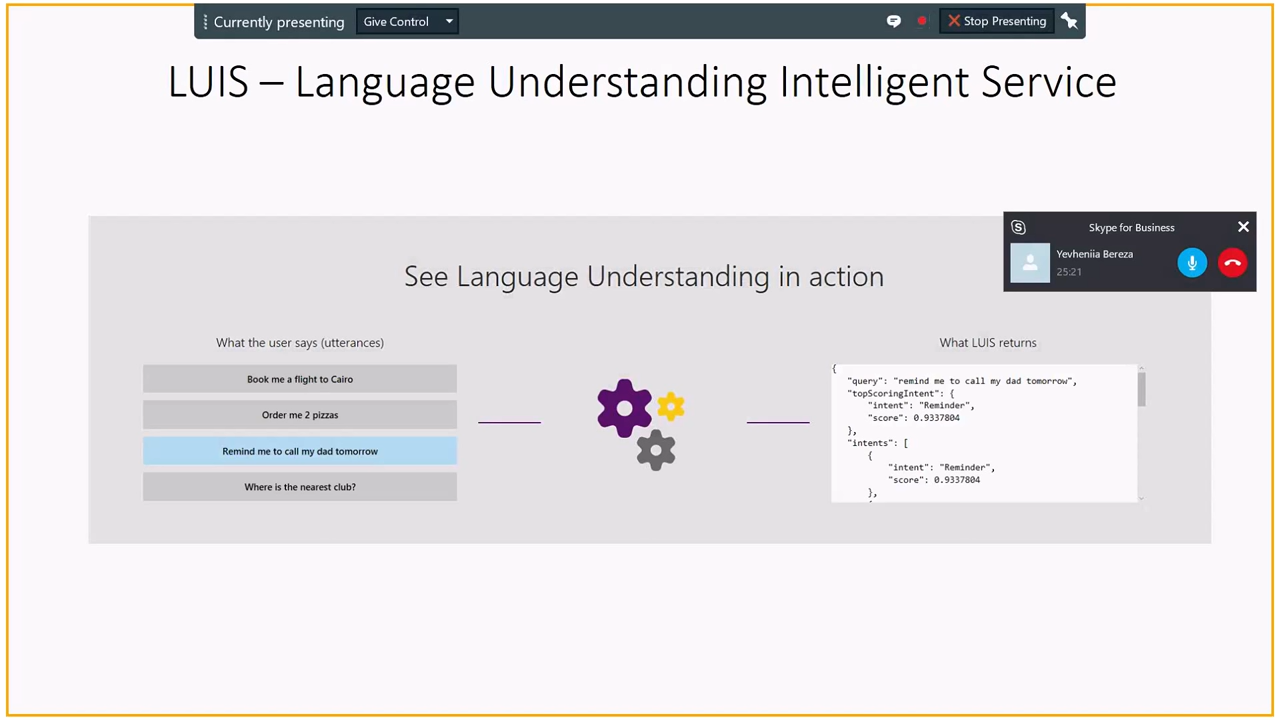 Currently presenting
Give Control
Stop Presenting
LUIS – Language Understanding Intelligent Service
Skype for Business
Yevheniia Bereza
25:21
See Language Understanding in action
What the user says (utterances)
Book me a flight to Cairo
Order me 2 pizzas
Remind me to call my dad tomorrow
Where is the nearest club?
What LUIS returns
{
"query": "remind me to call my dad tomorrow",
"topScoringIntent": {
"intent": "Reminder",
"score": 0.9337804
},
"intents": [
{
"intent": "Reminder",
"score": 0.9337804
},